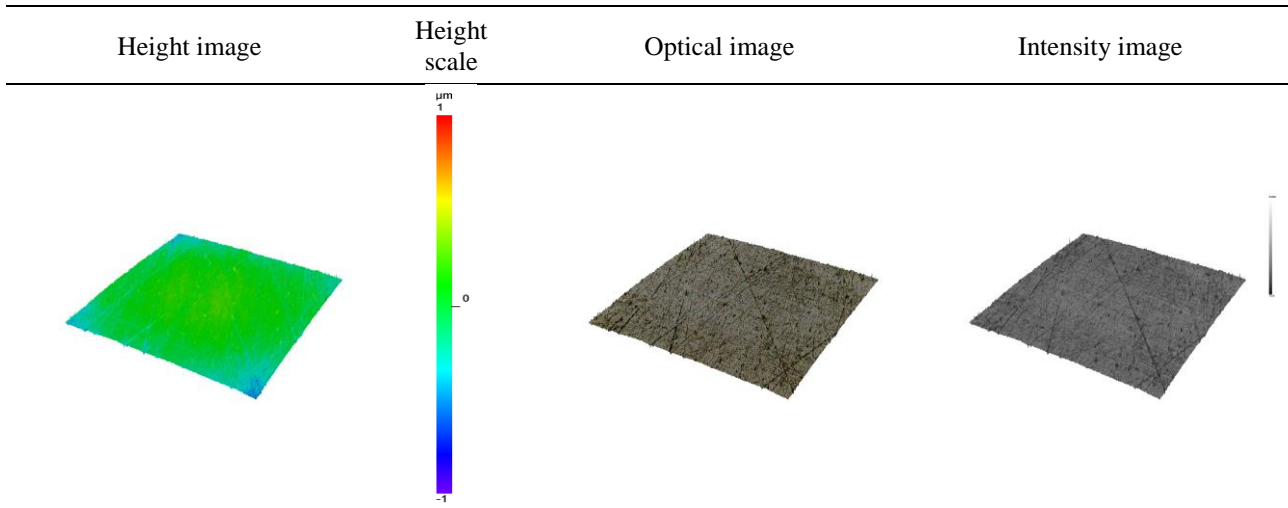 Height image
Height
scale
Optical image
Intensity image
µm
1
0
-1